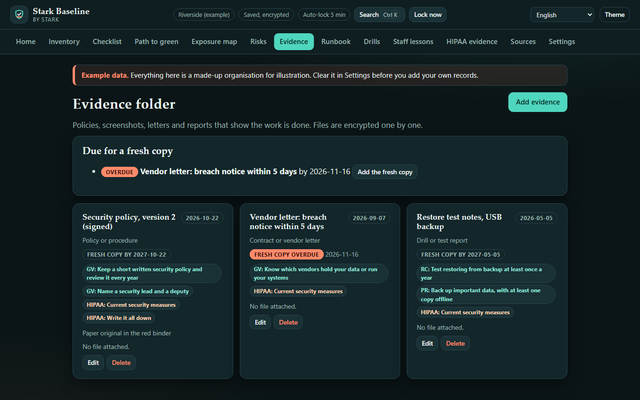 Stark Baseline
BY STARK
Riverside (example)
Saved, encrypted
Auto-lock 5 min
Search Ctrl K
Lock now
English
Theme
Home Inventory Checklist Path to green Exposure map Risks Evidence Runbook Drills Staff lessons HIPAA evidence Sources Settings
Example data. Everything here is a made-up organisation for illustration. Clear it in Settings before you add your own records.
Evidence folder
Add evidence
Policies, screenshots, letters and reports that show the work is done. Files are encrypted one by one.
Due for a fresh copy
OVERDUE Vendor letter: breach notice within 5 days by 2026-11-16 Add the fresh copy
Security policy, version 2
(signed)
2026-10-22
Policy or procedure
FRESH COPY BY 2027-10-22
GV: Keep a short written security policy and
review it every year
GV: Name a security lead and a deputy
HIPAA: Current security measures
HIPAA: Write it all down
Paper original in the red binder
No file attached.
Edit Delete
Vendor letter: breach
notice within 5 days
2026-09-07
Contract or vendor letter
FRESH COPY OVERDUE 2026-11-16
GV: Know which vendors hold your data or run
your systems
HIPAA: Current security measures
No file attached.
Edit Delete
Restore test notes, USB
backup
2026-05-05
Drill or test report
FRESH COPY BY 2027-05-05
RC: Test restoring from backup at least once a
year
PR: Back up important data, with at least one
copy offline
HIPAA: Current security measures
No file attached.
Edit Delete